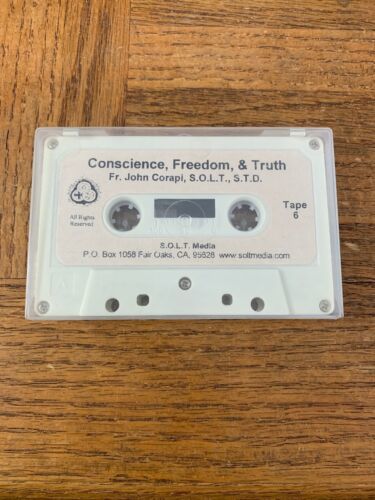 Conscience, Freedom, & Truth
Fr. John Corapi, S.O.L.T., S.T.D.
All Rights
Reserved
Tape
6
S.O.L.T. Media
P.O. Box 1058 Fair Oaks, CA, 95628 www.soltmedia.com
A